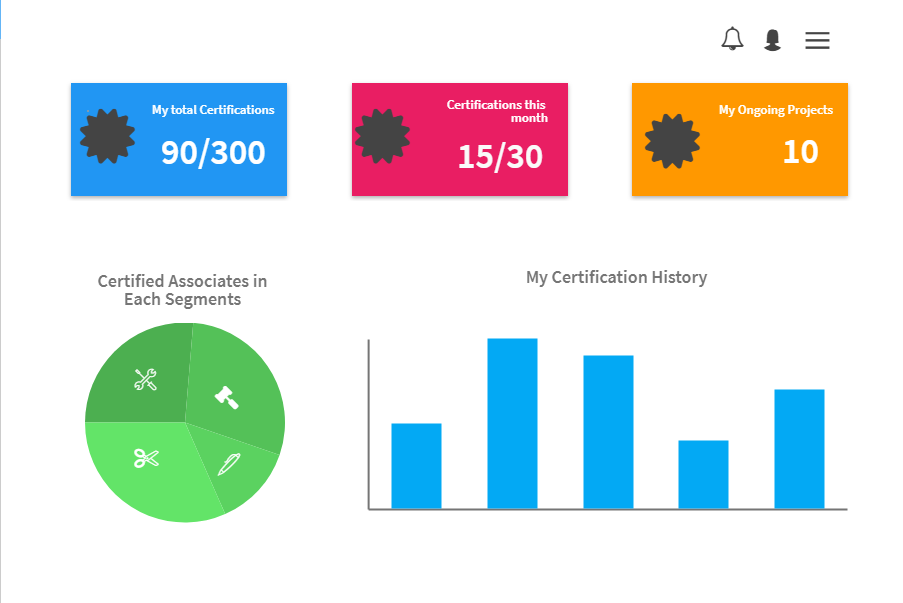 My total Certifications
90/300
Certifications this
month
15/30
My Ongoing Projects
10
Certified Associates in
Each Segments
My Certification History